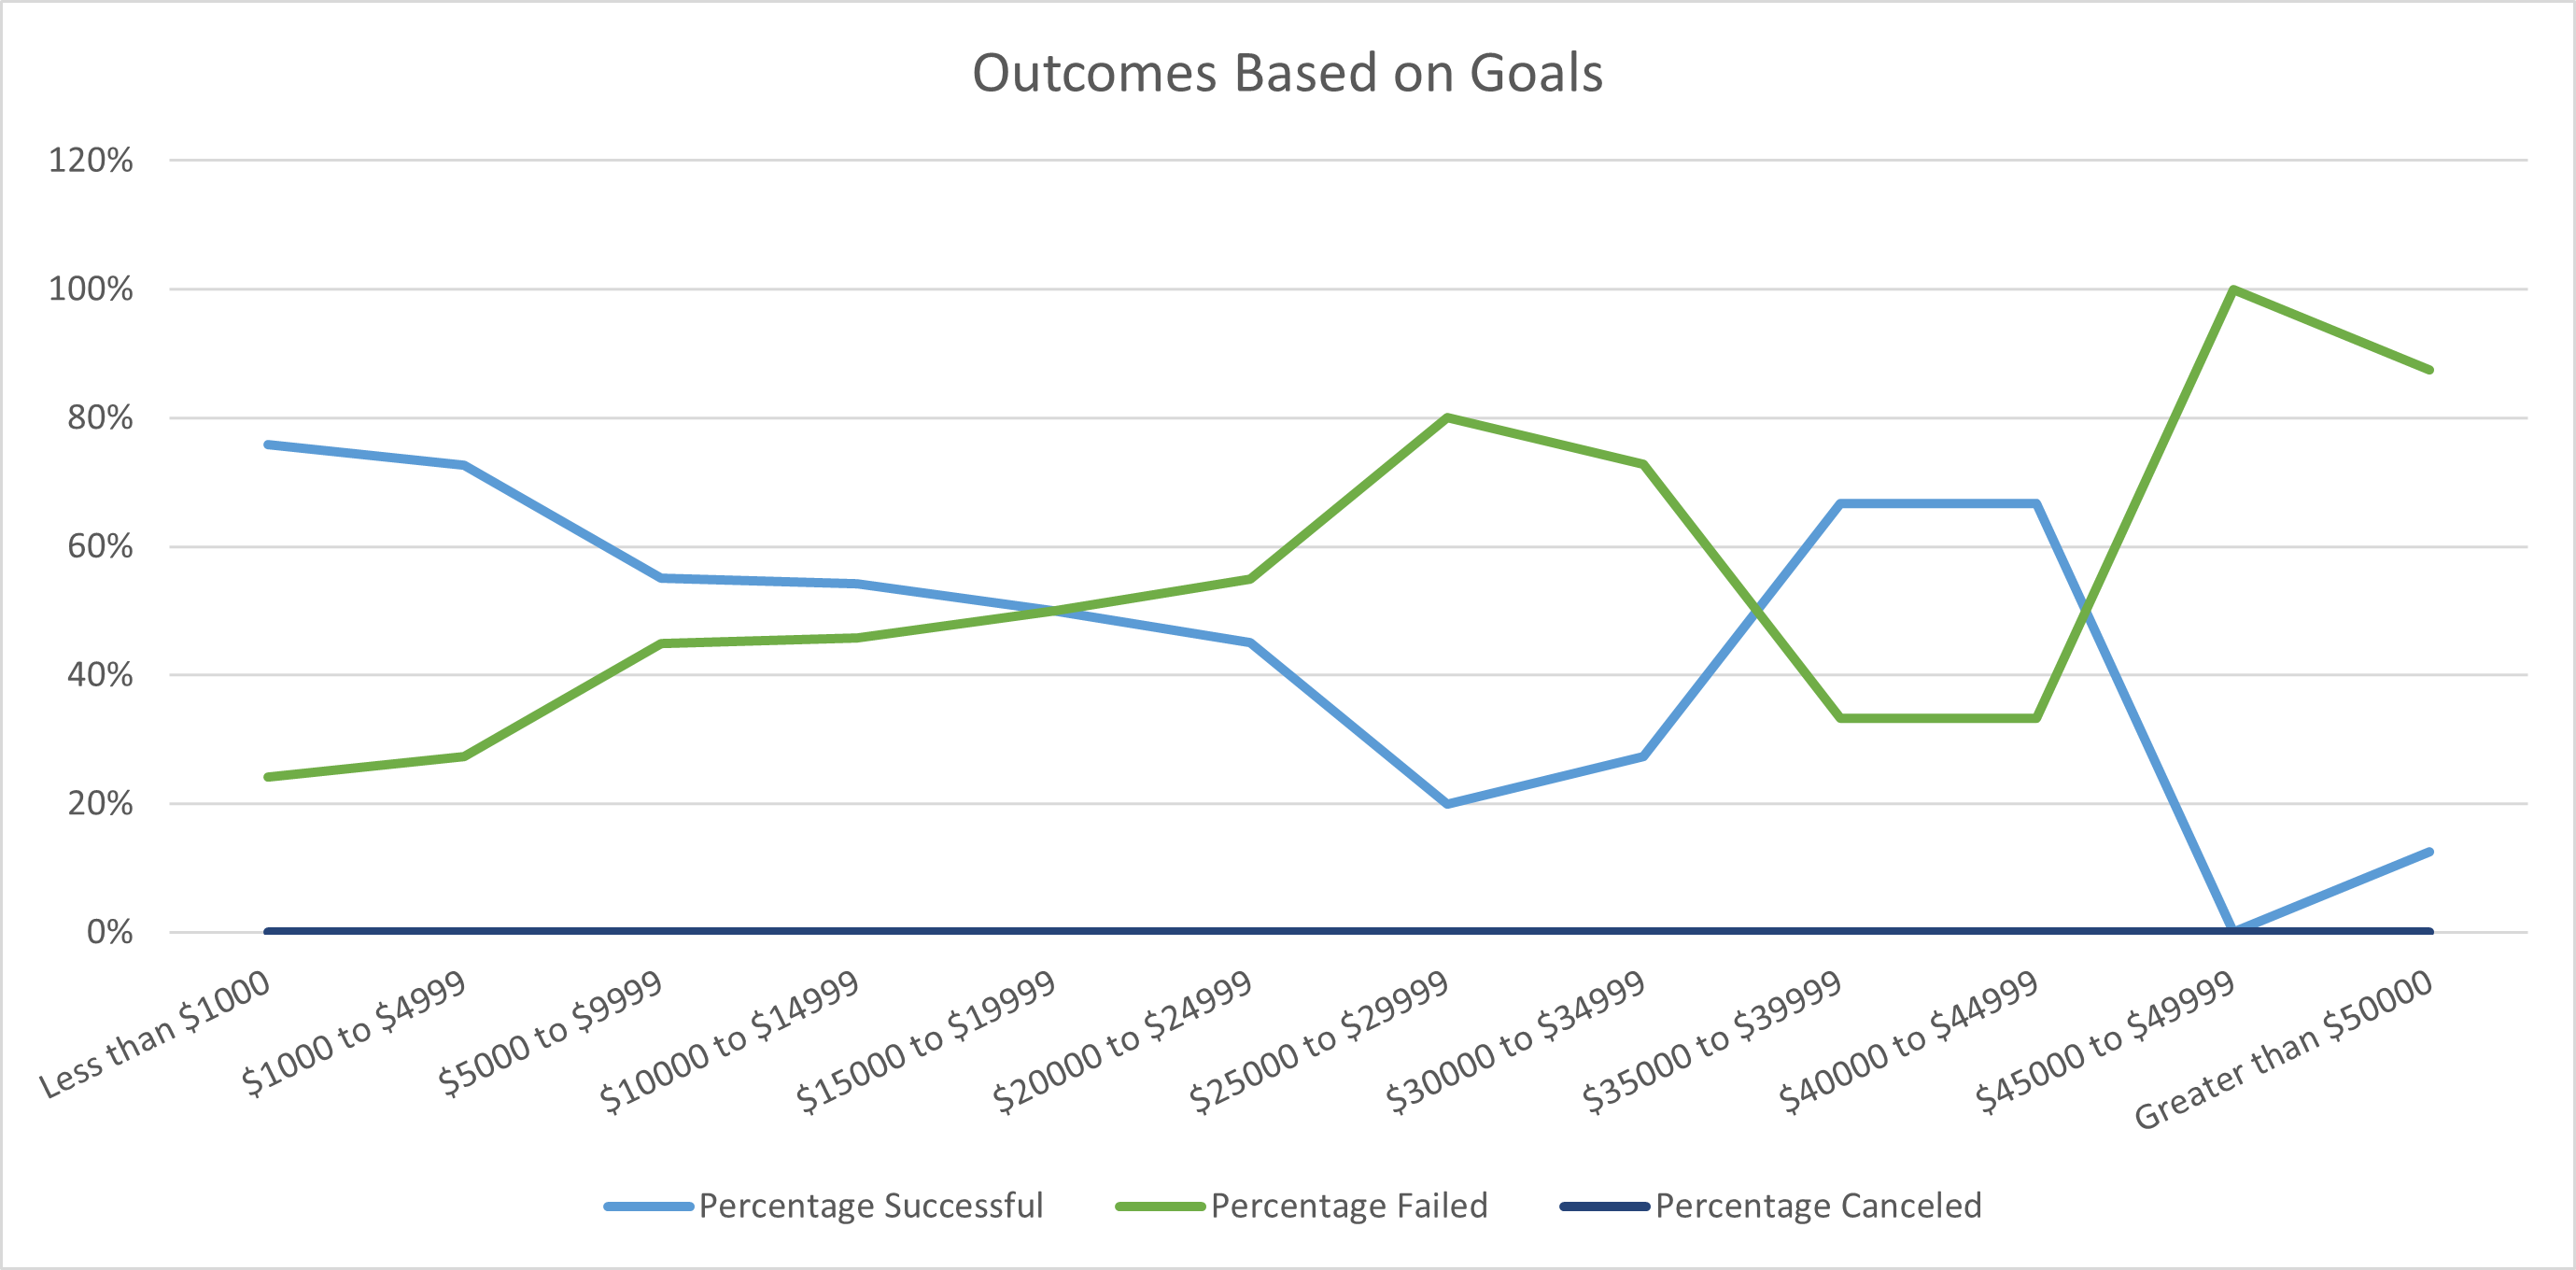 Outcomes Based on Goals
120%
100%
80%
60%
40%
20%
0%
Less than $1000
$1000 to $4999
$5000 to $9999
$10000 to $14999
$15000 to $19999
$20000 to $24999
$25000 to $29999
$30000 to $34999
$35000 to $39999
$40000 to $44999
$45000 to $49999
Greater than $50000
Percentage Successful
Percentage Failed
Percentage Canceled